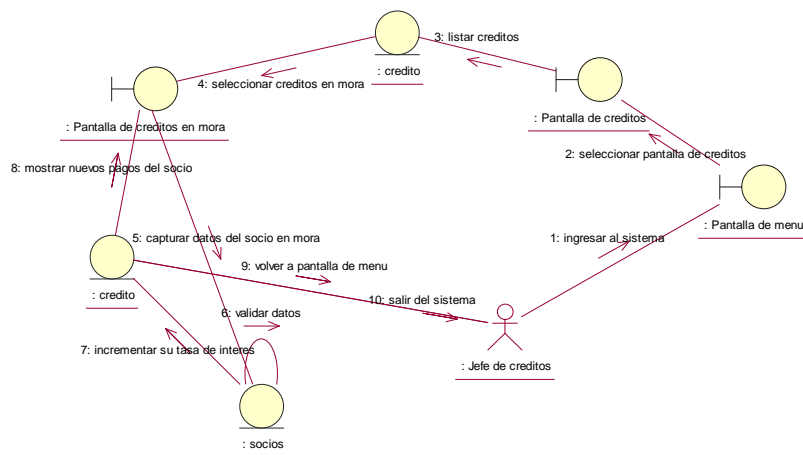 3: listar creditos
: credito
4: seleccionar creditos en mora
: Pantalla de creditos
: Pantalla de creditos en mora
2: seleccionar pantalla de creditos
8: mostrar nuevos pagos del socio
: Pantalla de menu
1: ingresar al sistema
5: capturar datos del socio en mora
9: volver a pantalla de menu
: credito
10: salir del sistema
6: validar datos
7: incrementar su tasa de interes
: Jefe de creditos
: socios